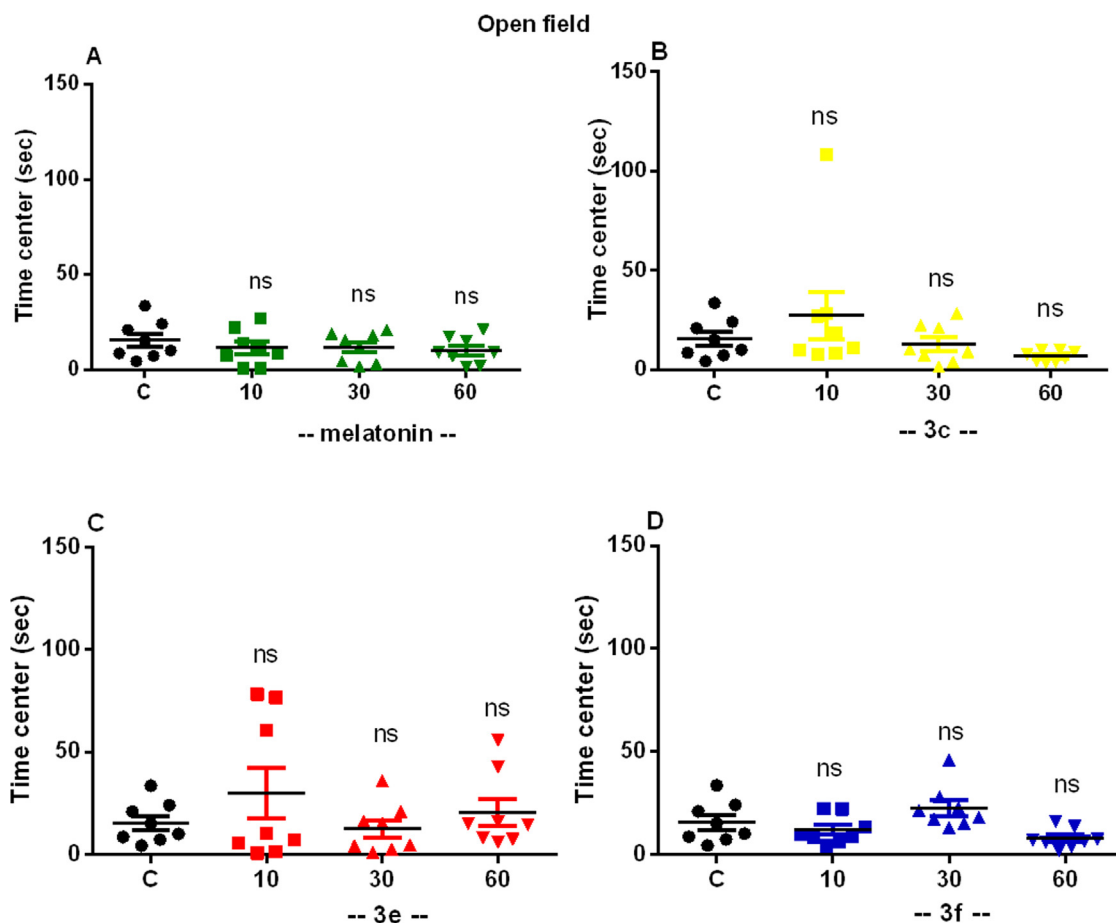 Open field
A
Time center (sec)
150
100
50
0
ns
ns
ns
C
10
30
60
-- melatonin --
B
Time center (sec)
150
100
50
0
ns
ns
ns
C
10
30
60
-- 3c --
C
Time center (sec)
150
100
50
0
ns
ns
ns
C
10
30
60
-- 3e --
D
Time center (sec)
150
100
50
0
ns
ns
ns
C
10
30
60
-- 3f --